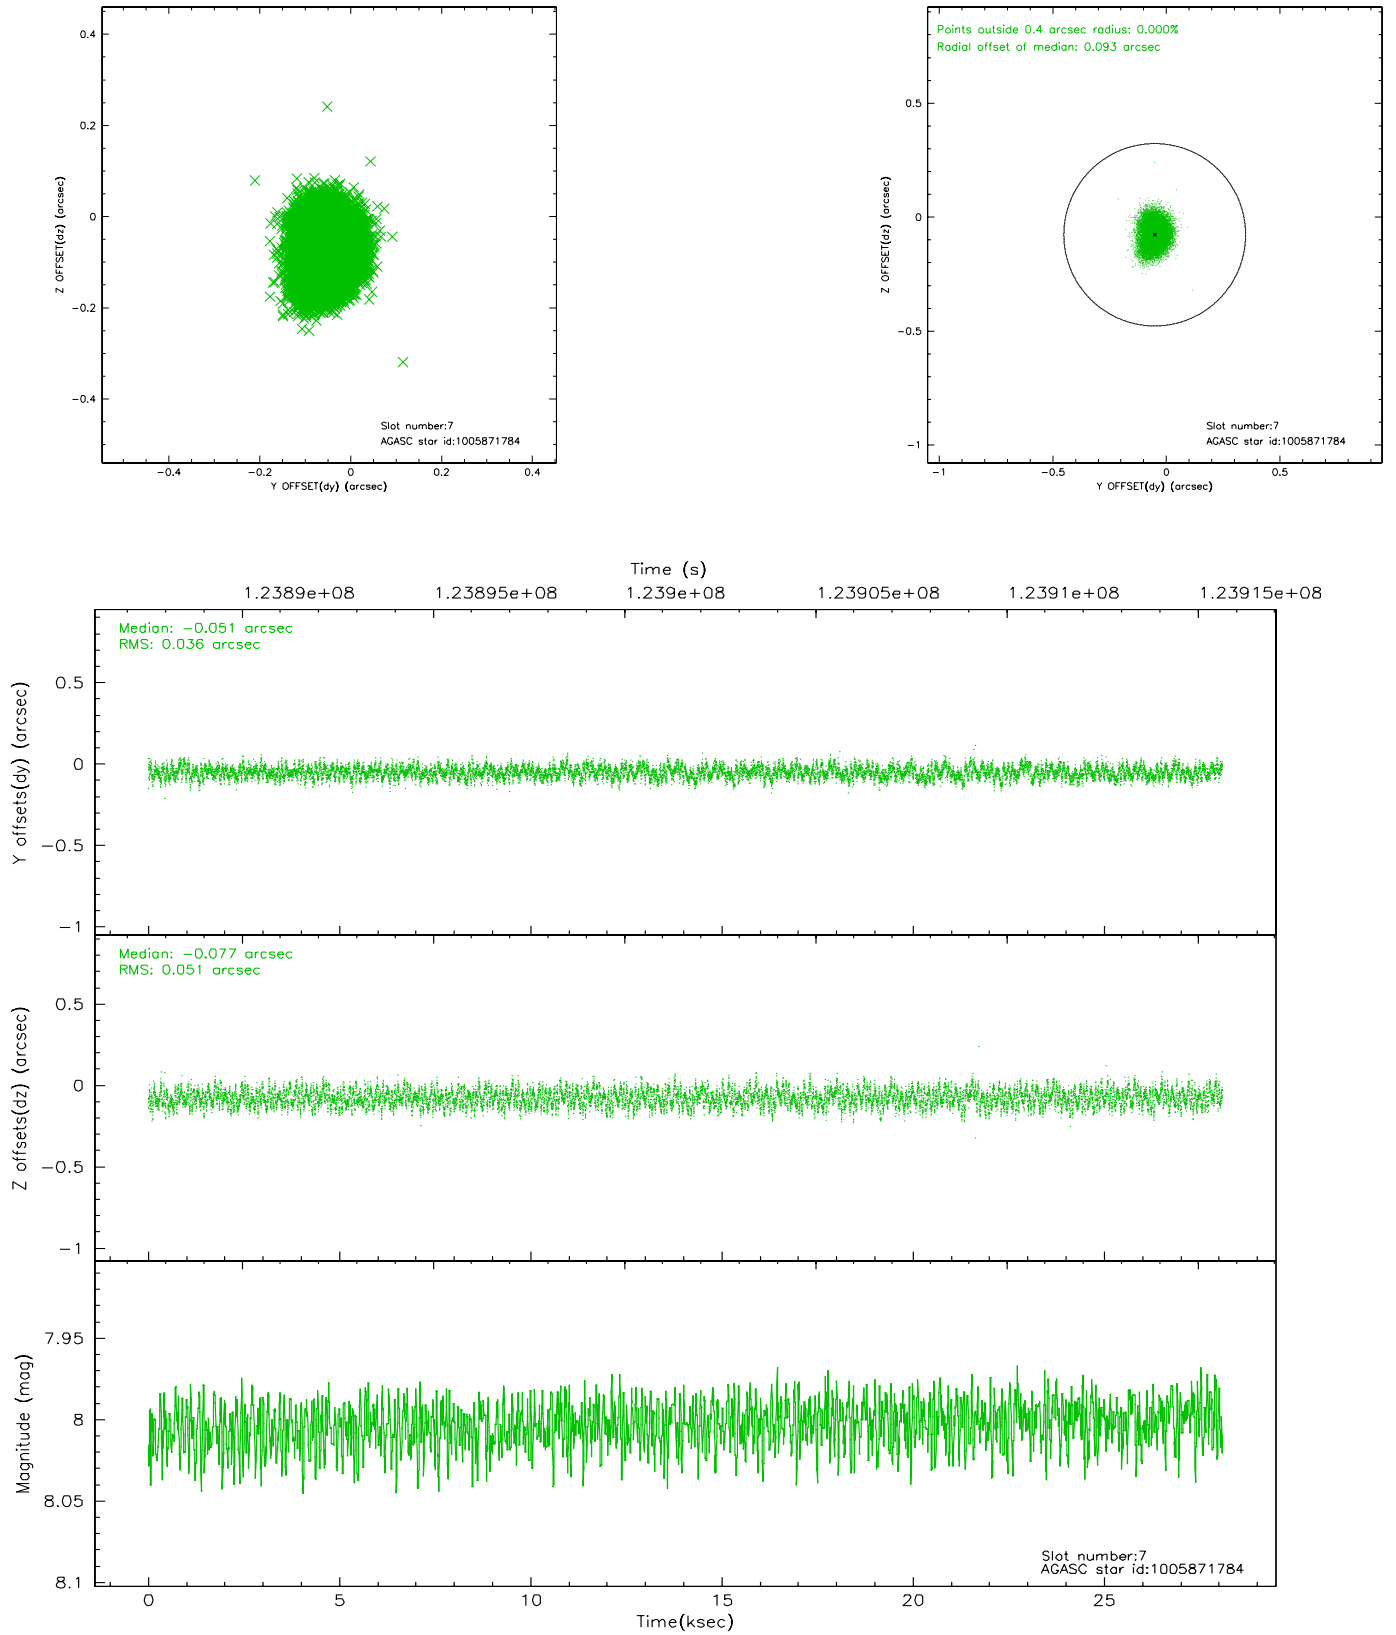 0.4
0.2
0
−0.2
−0.4
−0.4
−0.2
0
0.2
0.4
Z OFFSET(dz) (arcsec)
Y OFFSET(dy) (arcsec)
Slot number:7
AGASC star id:1005871784
Points outside 0.4 arcsec radius: 0.000%
Radial offset of median: 0.093 arcsec
0.5
0
−0.5
−1
−1
−0.5
0
0.5
Z OFFSET(dz) (arcsec)
Y OFFSET(dy) (arcsec)
Slot number:7
AGASC star id:1005871784
Time (s)
1.2389e+08
1.23895e+08
1.239e+08
1.23905e+08
1.2391e+08
1.23915e+08
Median: −0.051 arcsec
RMS: 0.036 arcsec
0.5
0
−0.5
−1
Y offsets(dy) (arcsec)
Median: −0.077 arcsec
RMS: 0.051 arcsec
0.5
0
−0.5
−1
Z offsets(dz) (arcsec)
7.95
8
8.05
8.1
Magnitude (mag)
Slot number:7
AGASC star id:1005871784
0
5
10
15
20
25
Time(ksec)